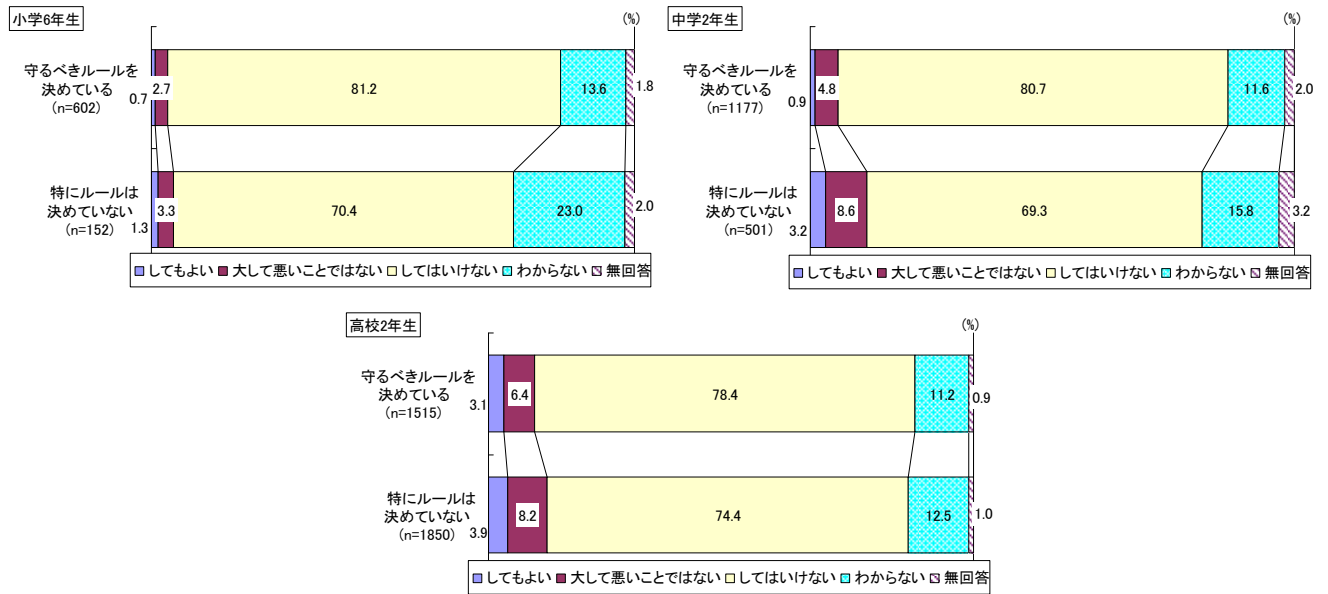 小学6年生
(%)
守るべきルールを
決めている
(n=602)
0.7
2.7
81.2
13.6
1.8
特にルールは
決めていない
(n=152)
1.3
3.3
70.4
23.0
2.0
してもよい 大して悪いことではない してはいけない わからない 無回答
中学2年生
(%)
守るべきルールを
決めている
(n=1177)
0.9
4.8
80.7
11.6
2.0
特にルールは
決めていない
(n=501)
3.2
8.6
69.3
15.8
3.2
してもよい 大して悪いことではない してはいけない わからない 無回答
高校2年生
(%)
守るべきルールを
決めている
(n=1515)
3.1
6.4
78.4
11.2
0.9
特にルールは
決めていない
(n=1850)
3.9
8.2
74.4
12.5
1.0
してもよい 大して悪いことではない してはいけない わからない 無回答